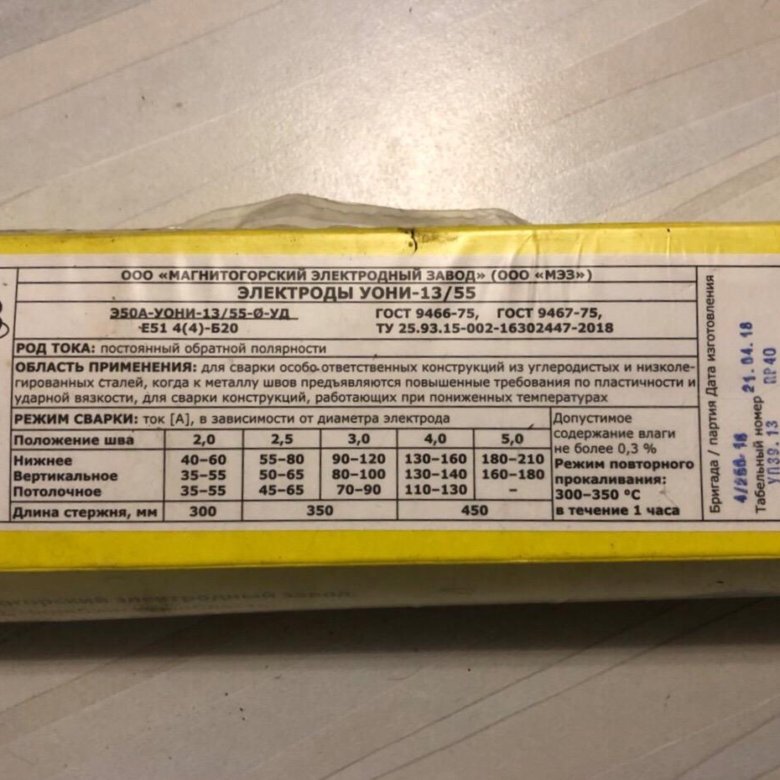 ООО «МАГНИТОГОРСКИЙ ЭЛЕКТРОДНЫЙ ЗАВОД» (ООО «МЭЗ»)
ЭЛЕКТРОДЫ УОНИ-13/55
Э50А-УОНИ-13/55-Ø-УД
Е51 4(4)-Б20
ГОСТ 9466-75, ГОСТ 9467-75,
ТУ 25.93.15-002-16302447-2018
РОД ТОКА: постоянный обратной полярности
ОБЛАСТЬ ПРИМЕНЕНИЯ: для сварки особо ответственных конструкций из углеродистых и низколе-
гированных сталей, когда к металлу швов предъявляются повышенные требования по пластичности и
ударной вязкости, для сварки конструкций, работающих при пониженных температурах
РЕЖИМ СВАРКИ: ток [А], в зависимости от диаметра электрода
Положение шва 2,0 2,5 3,0 4,0 5,0
Нижнее 40–60 55–80 90–120 130–160 180–210
Вертикальное 35–55 50–65 80–100 130–140 160–180
Потолочное 35–55 45–65 70–90 110–130 –
Длина стержня, мм 300 350 450
Допустимое
содержание влаги
не более 0,3 %
Режим повторного
прокаливания:
300–350 °С
в течение 1 часа
Бригада / партия Дата изготовления
21.04.18
Табельный номер
УП39.13